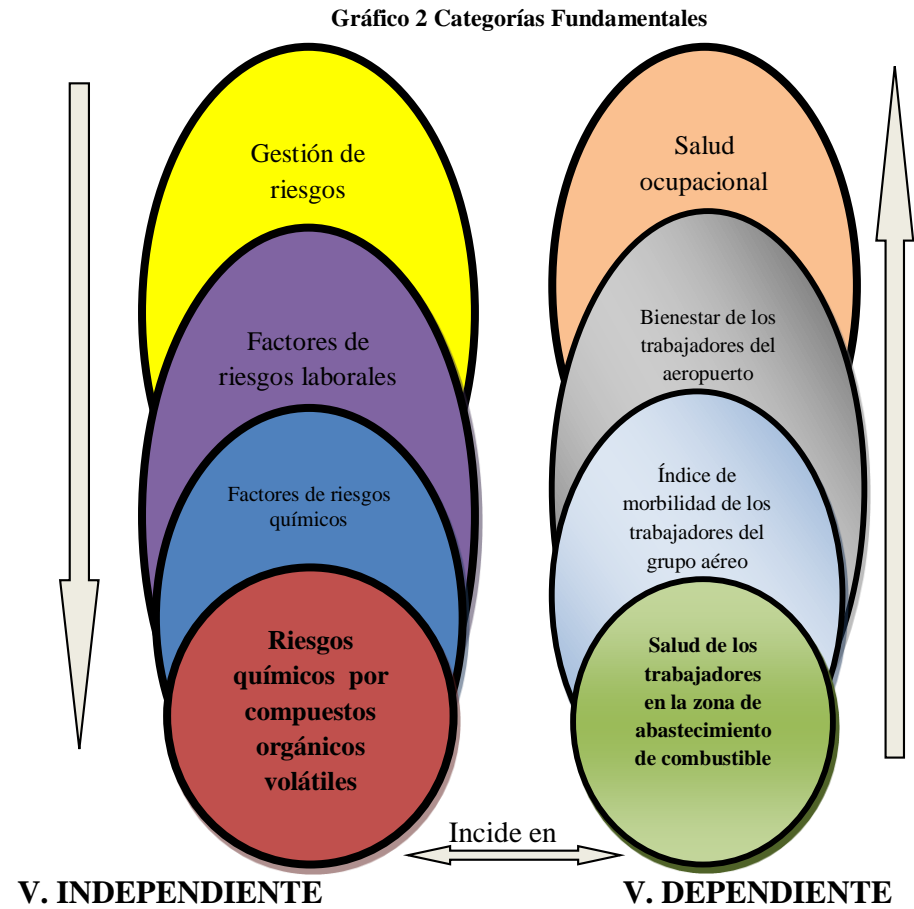 Gráfico 2 Categorías Fundamentales
Gestión de
riesgos
Factores de
riesgos laborales
Factores de riesgos
químicos
Riesgos
químicos por
compuestos
orgánicos
volátiles
Salud
ocupacional
Bienestar de los
trabajadores del
aeropuerto
Índice de
morbilidad de los
trabajadores del
grupo aéreo
Salud de los
trabajadores
en la zona de
abastecimiento
de combustible
Incide en
V. INDEPENDIENTE
V. DEPENDIENTE